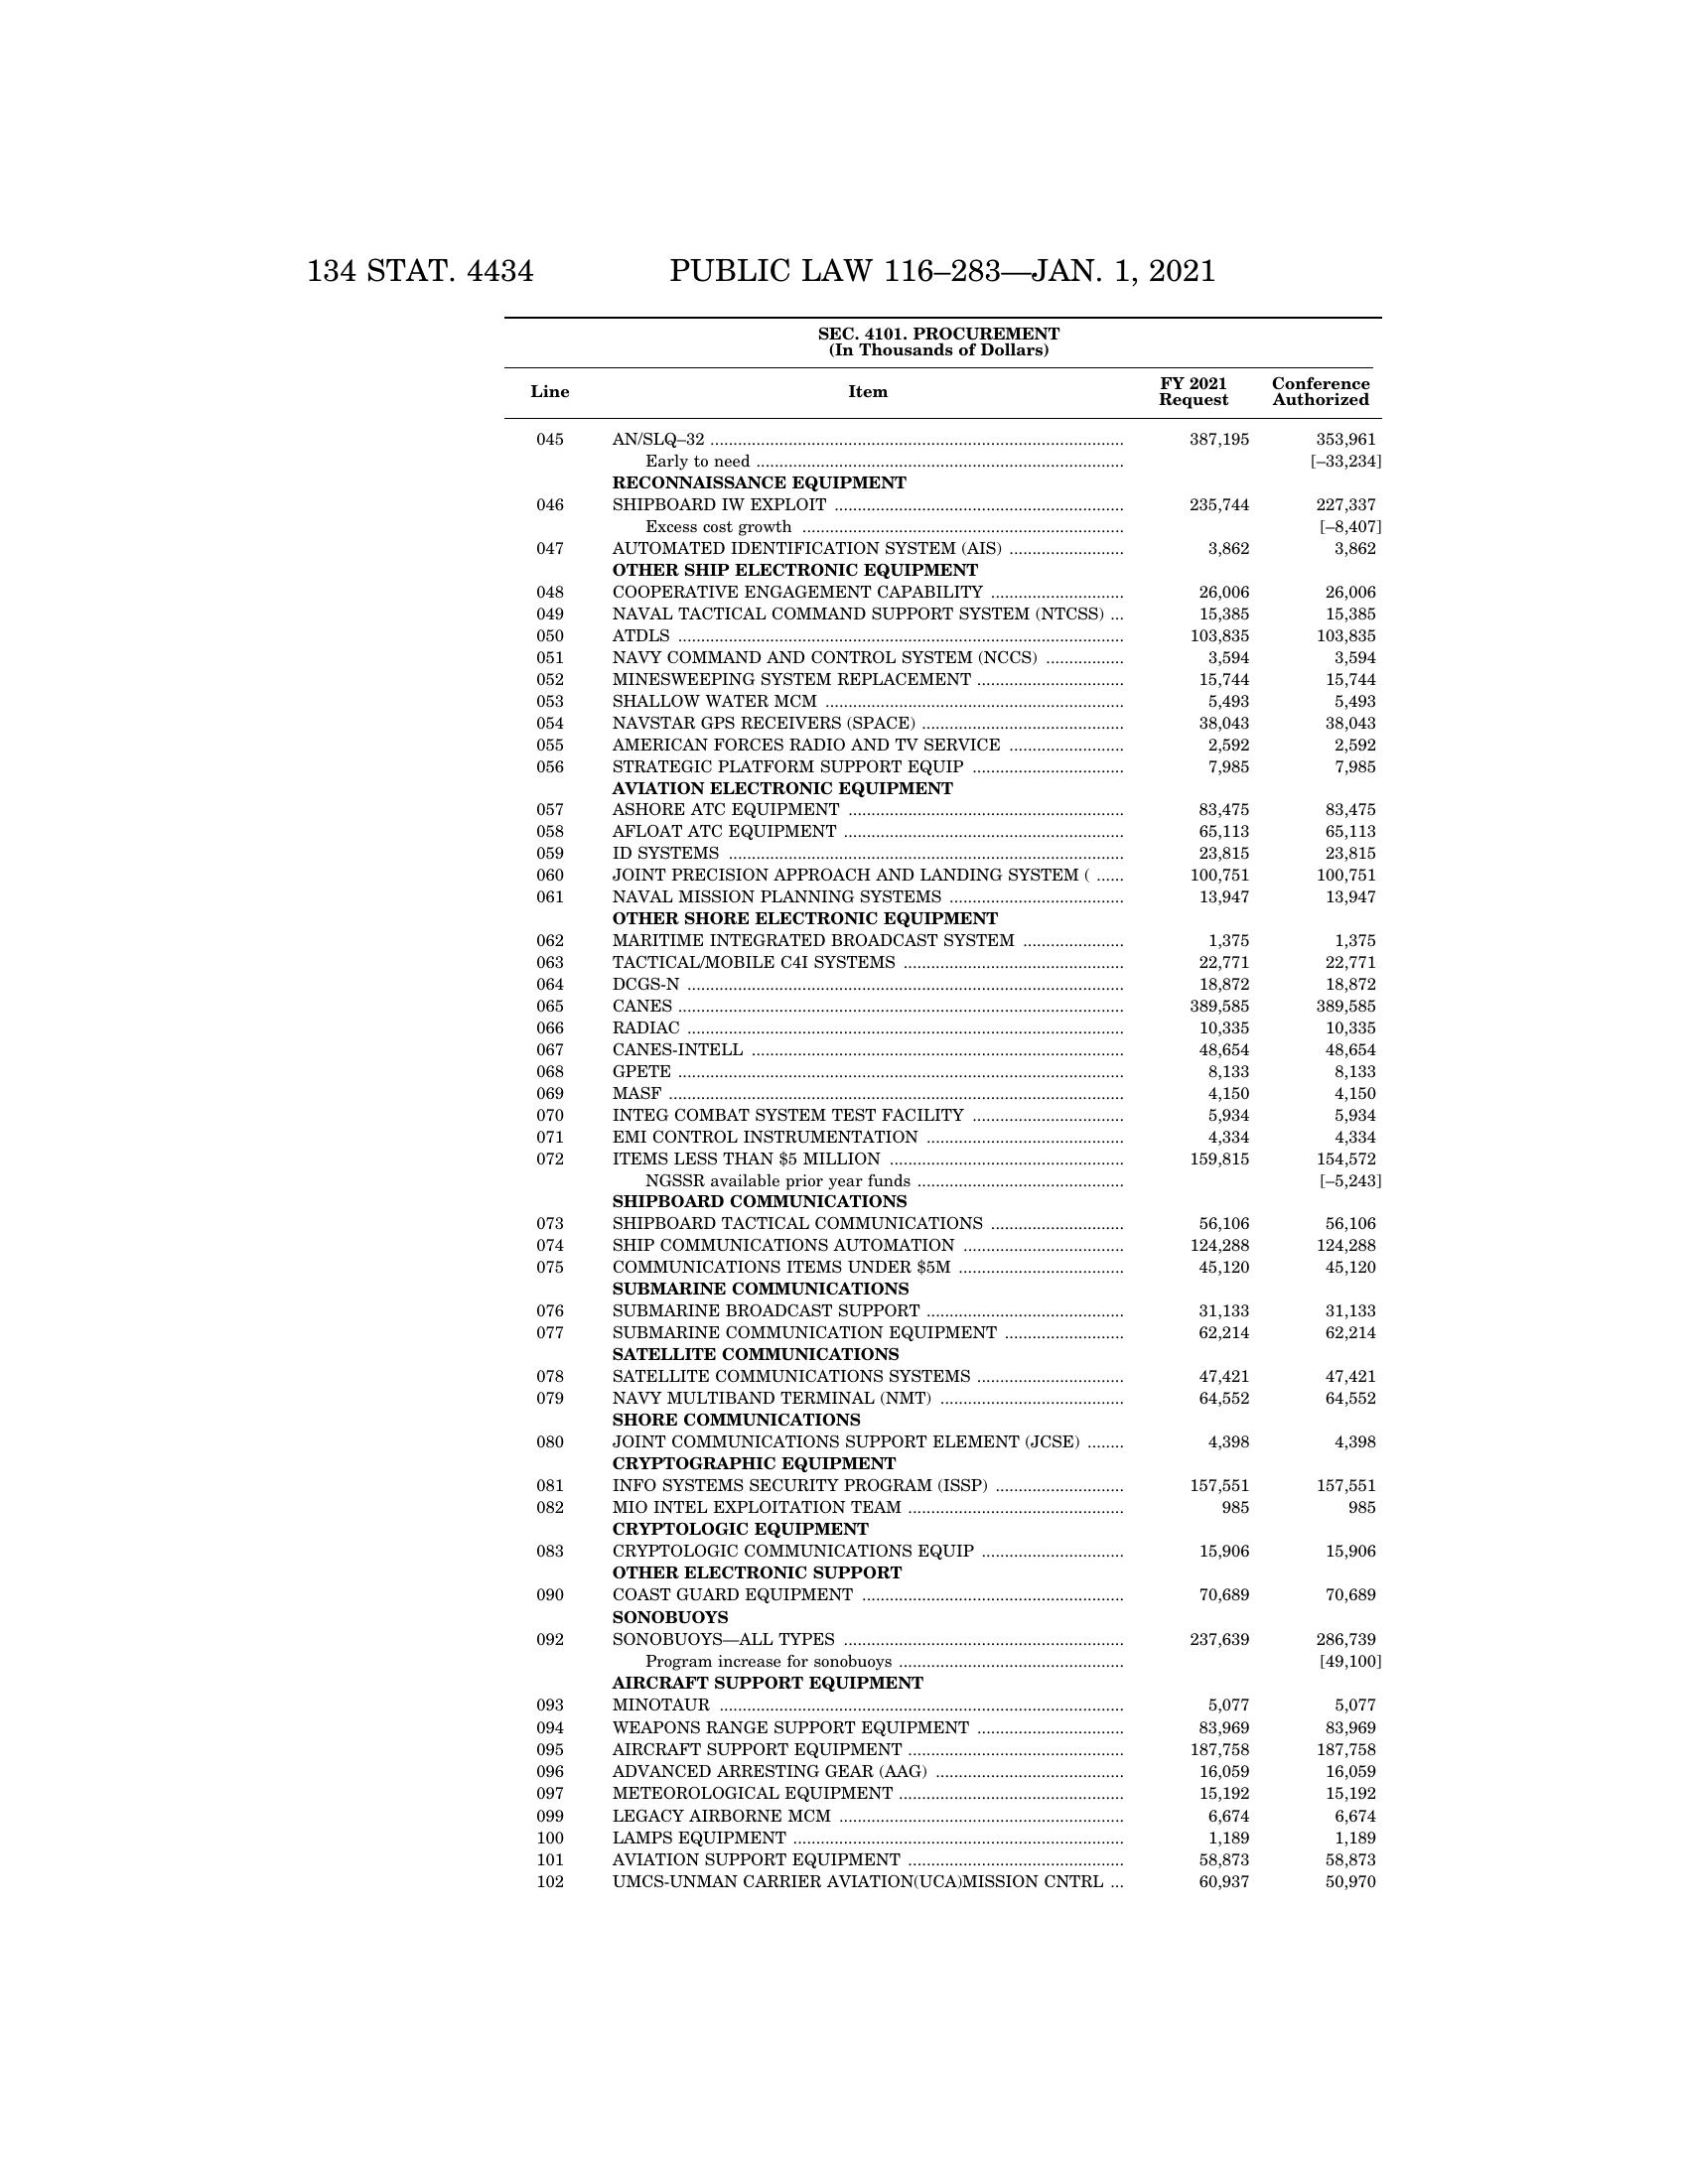 134 STAT. 4434 PUBLIC LAW 116–283—JAN. 1, 2021
SEC. 4101. PROCUREMENT
(In Thousands of Dollars)
Line Item FY 2021 Request Conference Authorized
045 AN/SLQ–32 387,195 353,961
Early to need [–33,234]
RECONNAISSANCE EQUIPMENT
046 SHIPBOARD IW EXPLOIT 235,744 227,337
Excess cost growth [–8,407]
047 AUTOMATED IDENTIFICATION SYSTEM (AIS) 3,862 3,862
OTHER SHIP ELECTRONIC EQUIPMENT
048 COOPERATIVE ENGAGEMENT CAPABILITY 26,006 26,006
049 NAVAL TACTICAL COMMAND SUPPORT SYSTEM (NTCSS) 15,385 15,385
050 ATDLS 103,835 103,835
051 NAVY COMMAND AND CONTROL SYSTEM (NCCS) 3,594 3,594
052 MINESWEEPING SYSTEM REPLACEMENT 15,744 15,744
053 SHALLOW WATER MCM 5,493 5,493
054 NAVSTAR GPS RECEIVERS (SPACE) 38,043 38,043
055 AMERICAN FORCES RADIO AND TV SERVICE 2,592 2,592
056 STRATEGIC PLATFORM SUPPORT EQUIP 7,985 7,985
AVIATION ELECTRONIC EQUIPMENT
057 ASHORE ATC EQUIPMENT 83,475 83,475
058 AFLOAT ATC EQUIPMENT 65,113 65,113
059 ID SYSTEMS 23,815 23,815
060 JOINT PRECISION APPROACH AND LANDING SYSTEM ( 100,751 100,751
061 NAVAL MISSION PLANNING SYSTEMS 13,947 13,947
OTHER SHORE ELECTRONIC EQUIPMENT
062 MARITIME INTEGRATED BROADCAST SYSTEM 1,375 1,375
063 TACTICAL/MOBILE C4I SYSTEMS 22,771 22,771
064 DCGS-N 18,872 18,872
065 CANES 389,585 389,585
066 RADIAC 10,335 10,335
067 CANES-INTELL 48,654 48,654
068 GPETE 8,133 8,133
069 MASF 4,150 4,150
070 INTEG COMBAT SYSTEM TEST FACILITY 5,934 5,934
071 EMI CONTROL INSTRUMENTATION 4,334 4,334
072 ITEMS LESS THAN $5 MILLION 159,815 154,572
NGSSR available prior year funds [–5,243]
SHIPBOARD COMMUNICATIONS
073 SHIPBOARD TACTICAL COMMUNICATIONS 56,106 56,106
074 SHIP COMMUNICATIONS AUTOMATION 124,288 124,288
075 COMMUNICATIONS ITEMS UNDER $5M 45,120 45,120
SUBMARINE COMMUNICATIONS
076 SUBMARINE BROADCAST SUPPORT 31,133 31,133
077 SUBMARINE COMMUNICATION EQUIPMENT 62,214 62,214
SATELLITE COMMUNICATIONS
078 SATELLITE COMMUNICATIONS SYSTEMS 47,421 47,421
079 NAVY MULTIBAND TERMINAL (NMT) 64,552 64,552
SHORE COMMUNICATIONS
080 JOINT COMMUNICATIONS SUPPORT ELEMENT (JCSE) 4,398 4,398
CRYPTOGRAPHIC EQUIPMENT
081 INFO SYSTEMS SECURITY PROGRAM (ISSP) 157,551 157,551
082 MIO INTEL EXPLOITATION TEAM 985 985
CRYPTOLOGIC EQUIPMENT
083 CRYPTOLOGIC COMMUNICATIONS EQUIP 15,906 15,906
OTHER ELECTRONIC SUPPORT
090 COAST GUARD EQUIPMENT 70,689 70,689
SONOBUOYS
092 SONOBUOYS—ALL TYPES 237,639 286,739
Program increase for sonobuoys [49,100]
AIRCRAFT SUPPORT EQUIPMENT
093 MINOTAUR 5,077 5,077
094 WEAPONS RANGE SUPPORT EQUIPMENT 83,969 83,969
095 AIRCRAFT SUPPORT EQUIPMENT 187,758 187,758
096 ADVANCED ARRESTING GEAR (AAG) 16,059 16,059
097 METEOROLOGICAL EQUIPMENT 15,192 15,192
099 LEGACY AIRBORNE MCM 6,674 6,674
100 LAMPS EQUIPMENT 1,189 1,189
101 AVIATION SUPPORT EQUIPMENT 58,873 58,873
102 UMCS-UNMAN CARRIER AVIATION(UCA)MISSION CNTRL 60,937 50,970